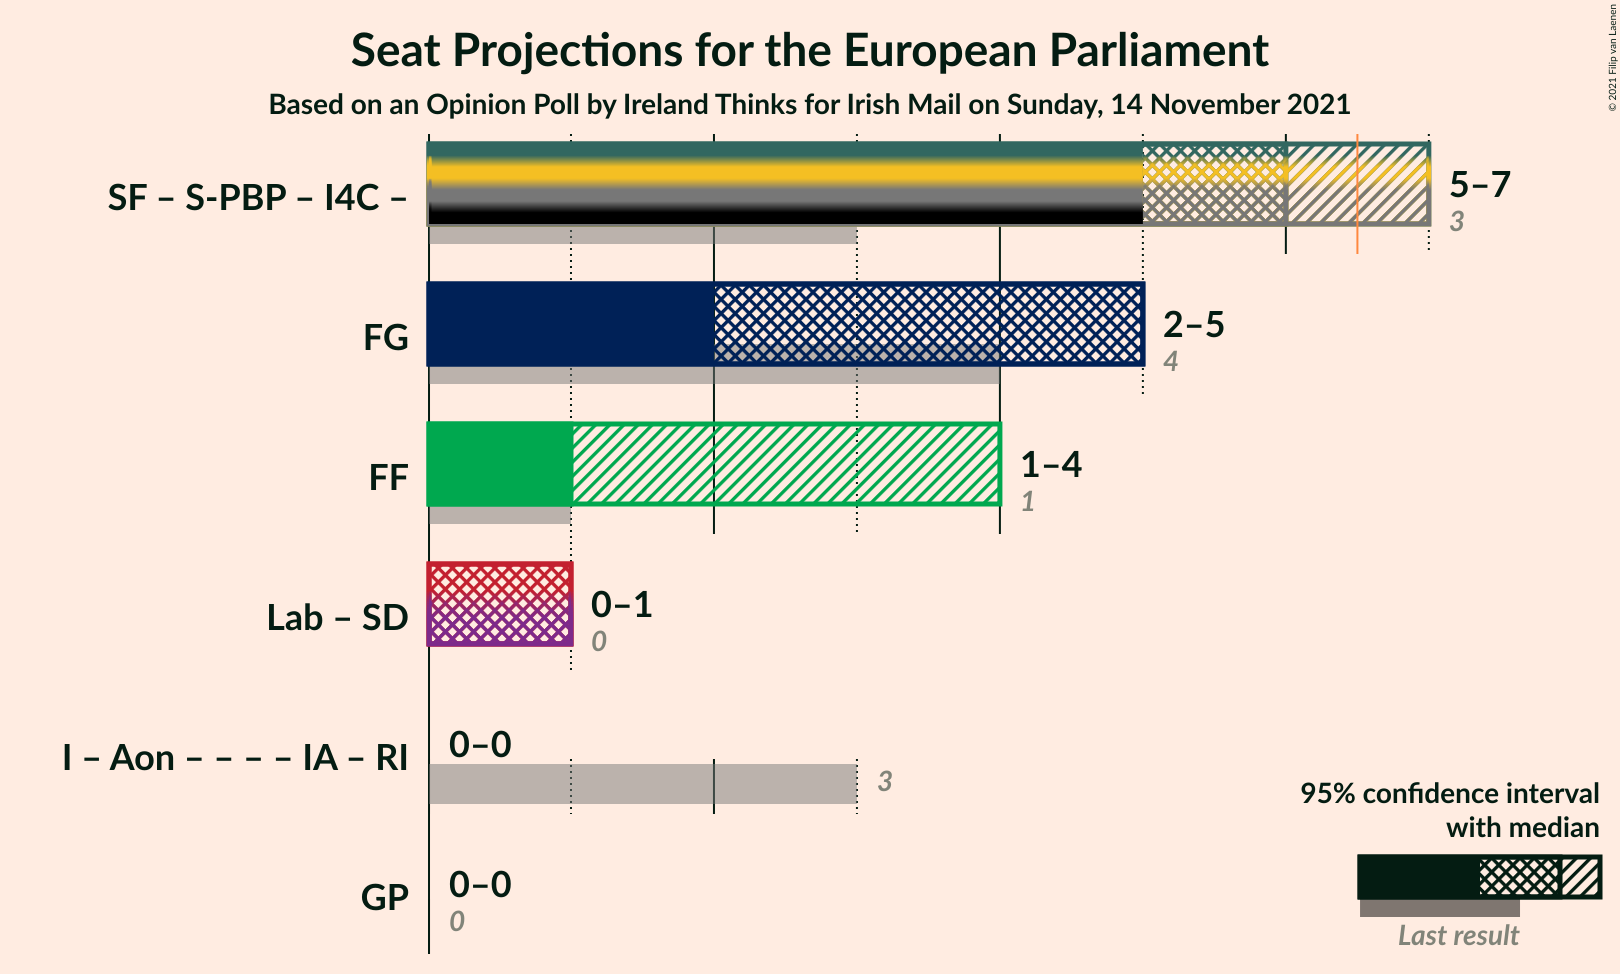 Seat Projections for the European Parliament
Based on an Opinion Poll by Ireland Thinks for Irish Mail on Sunday, 14 November 2021
© 2021 Filip van Laenen
SF – S-PBP – I4C –
5–7
3
FG
2–5
4
FF
1–4
1
Lab – SD
0–1
0
I – Aon – – – – IA – RI
0–0
3
GP
0–0
0
95% confidence interval
with median
Last result